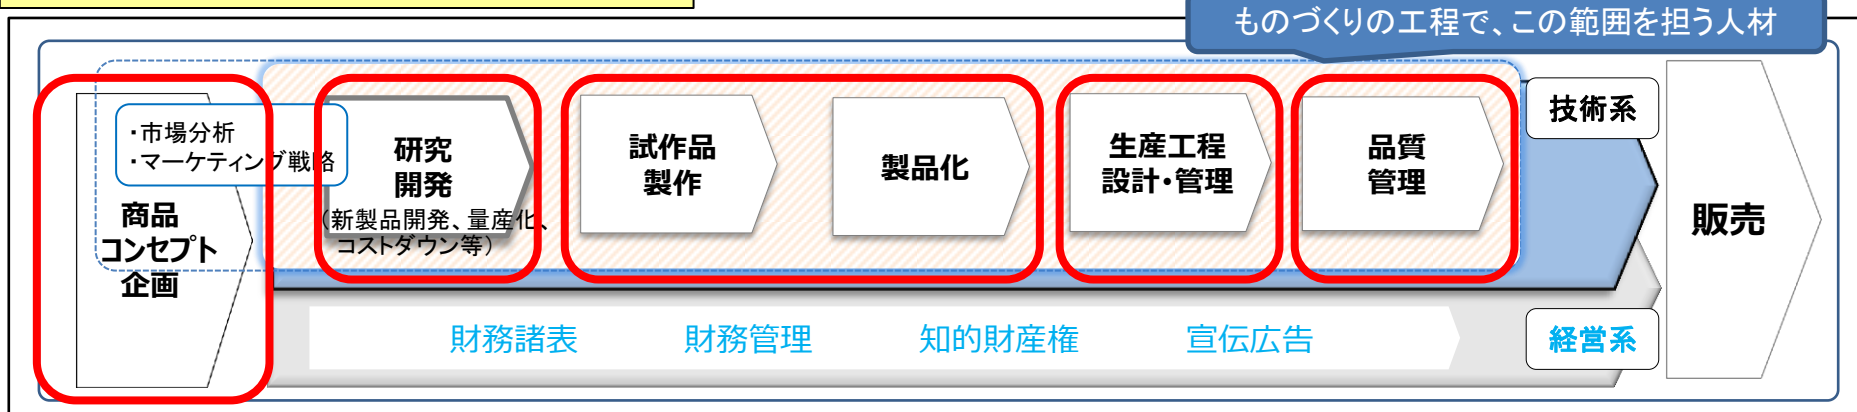 ものづくりの工程で、この範囲を担う人材
・市場分析
・マーケティング戦略
商品
コンセプト
企画
研究
開発
（新製品開発、量産化、
コストダウン等）
試作品
製作
製品化
生産工程
設計・管理
品質
管理
技術系
販売
財務諸表
財務管理
知的財産権
宣伝広告
経営系